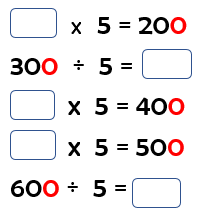 x 5 = 200
300 ÷ 5 =
x 5 = 400
x 5 = 500
600 ÷ 5 =